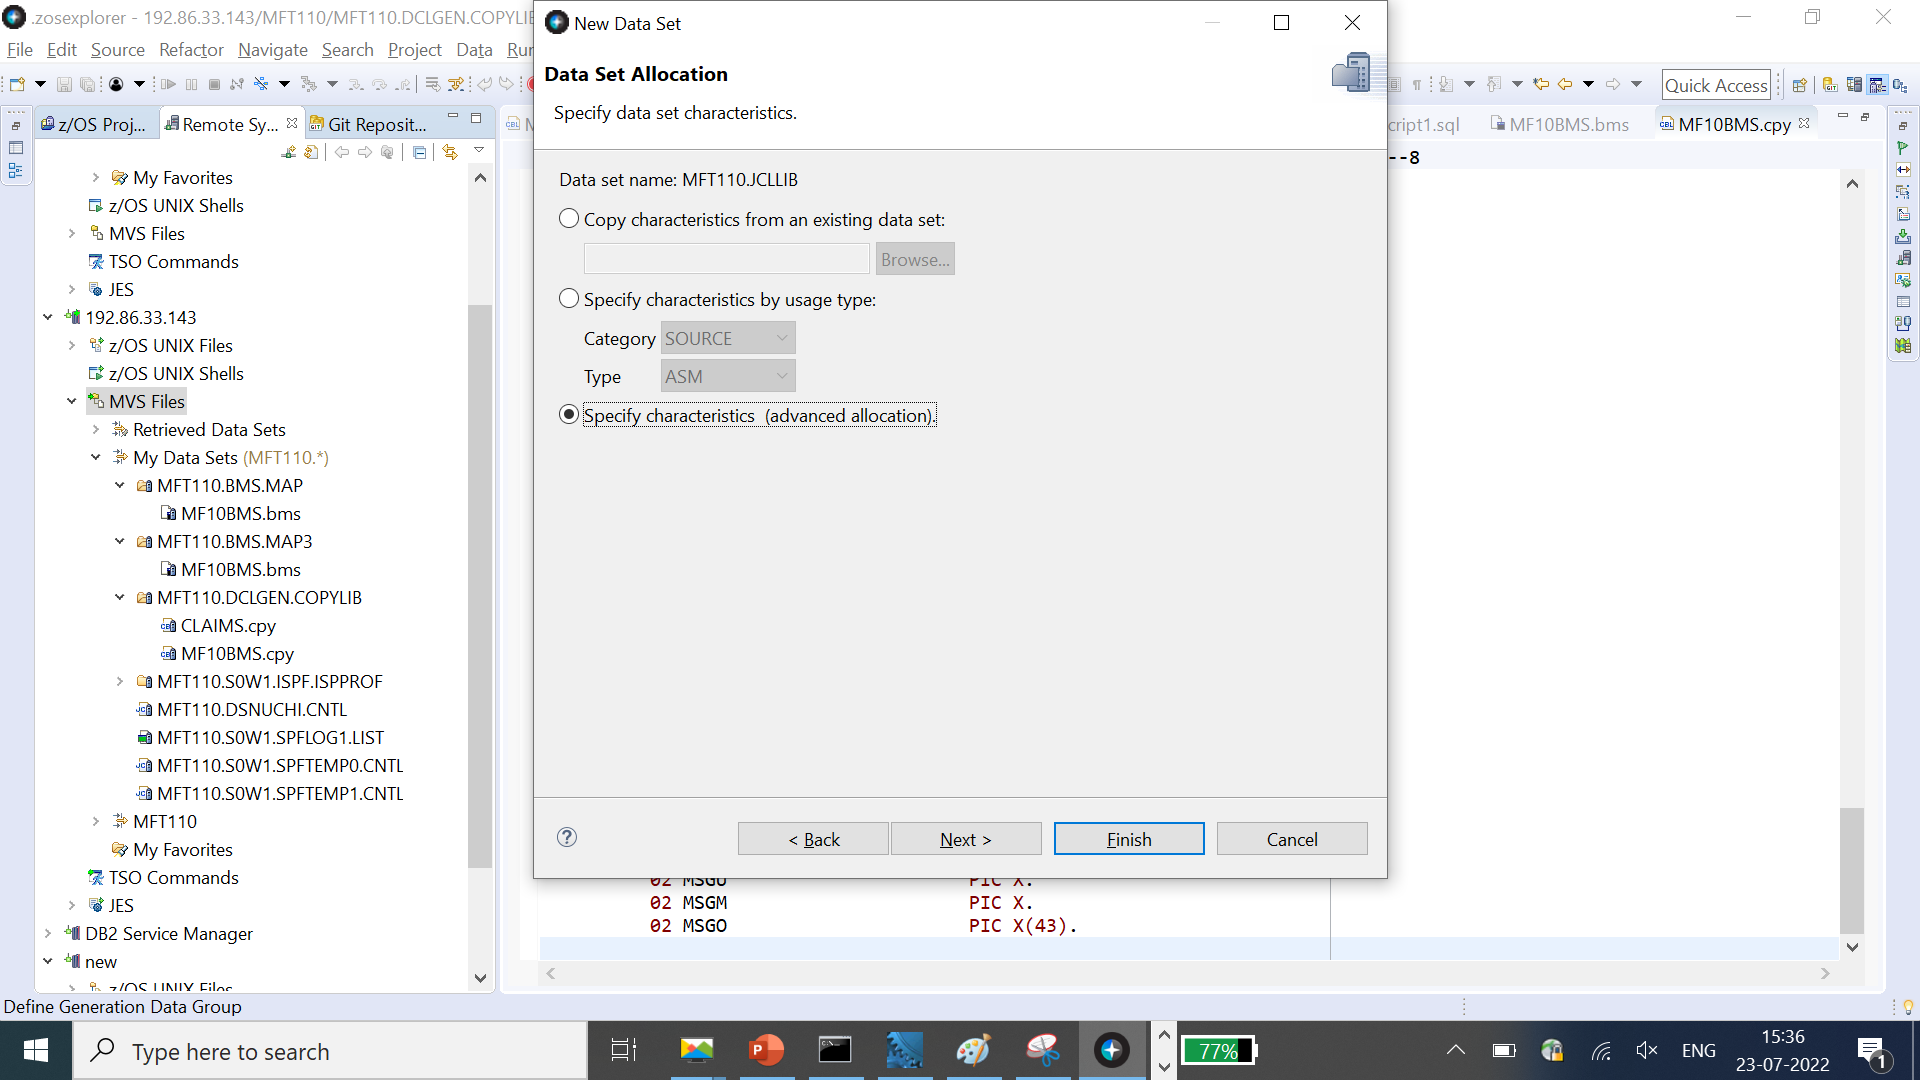 .zosexplorer - 192.86.33.143/MFT110/MFT110.DCLGEN.COPYLIB
File Edit Source Refactor Navigate Search Project Data Run
Quick Access
z/OS Proj... Remote Sy... Git Reposit...
My Favorites
z/OS UNIX Shells
MVS Files
TSO Commands
JES
192.86.33.143
z/OS UNIX Files
z/OS UNIX Shells
MVS Files
Retrieved Data Sets
My Data Sets (MFT110.*)
MFT110.BMS.MAP
MF10BMS.bms
MFT110.BMS.MAP3
MF10BMS.bms
MFT110.DCLGEN.COPYLIB
CLAIMS.cpy
MF10BMS.cpy
MFT110.S0W1.ISPF.ISPPROF
MFT110.DSNUCHI.CNTL
MFT110.S0W1.SPFLOG1.LIST
MFT110.S0W1.SPFTEMP0.CNTL
MFT110.S0W1.SPFTEMP1.CNTL
MFT110
My Favorites
TSO Commands
JES
DB2 Service Manager
new
z/OS UNIX Files
Define Generation Data Group
New Data Set
Data Set Allocation
Specify data set characteristics.
Data set name: MFT110.JCLLIB
Copy characteristics from an existing data set:
Browse...
Specify characteristics by usage type:
Category SOURCE
Type ASM
Specify characteristics (advanced allocation).
< Back Next > Finish Cancel
cript1.sql MF10BMS.bms MF10BMS.cpy
--8
02 MSGU PIC X.
02 MSGM PIC X.
02 MSGO PIC X(43).
Type here to search
77%
ENG
15:36
23-07-2022
1